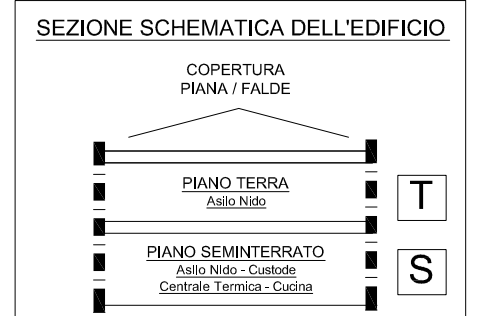 SEZIONE SCHEMATICA DELL'EDIFICIO
COPERTURA
PIANA / FALDE
PIANO TERRA
Asilo Nido
T
PIANO SEMINTERRATO
Asilo Nido - Custode
Centrale Termica - Cucina
S